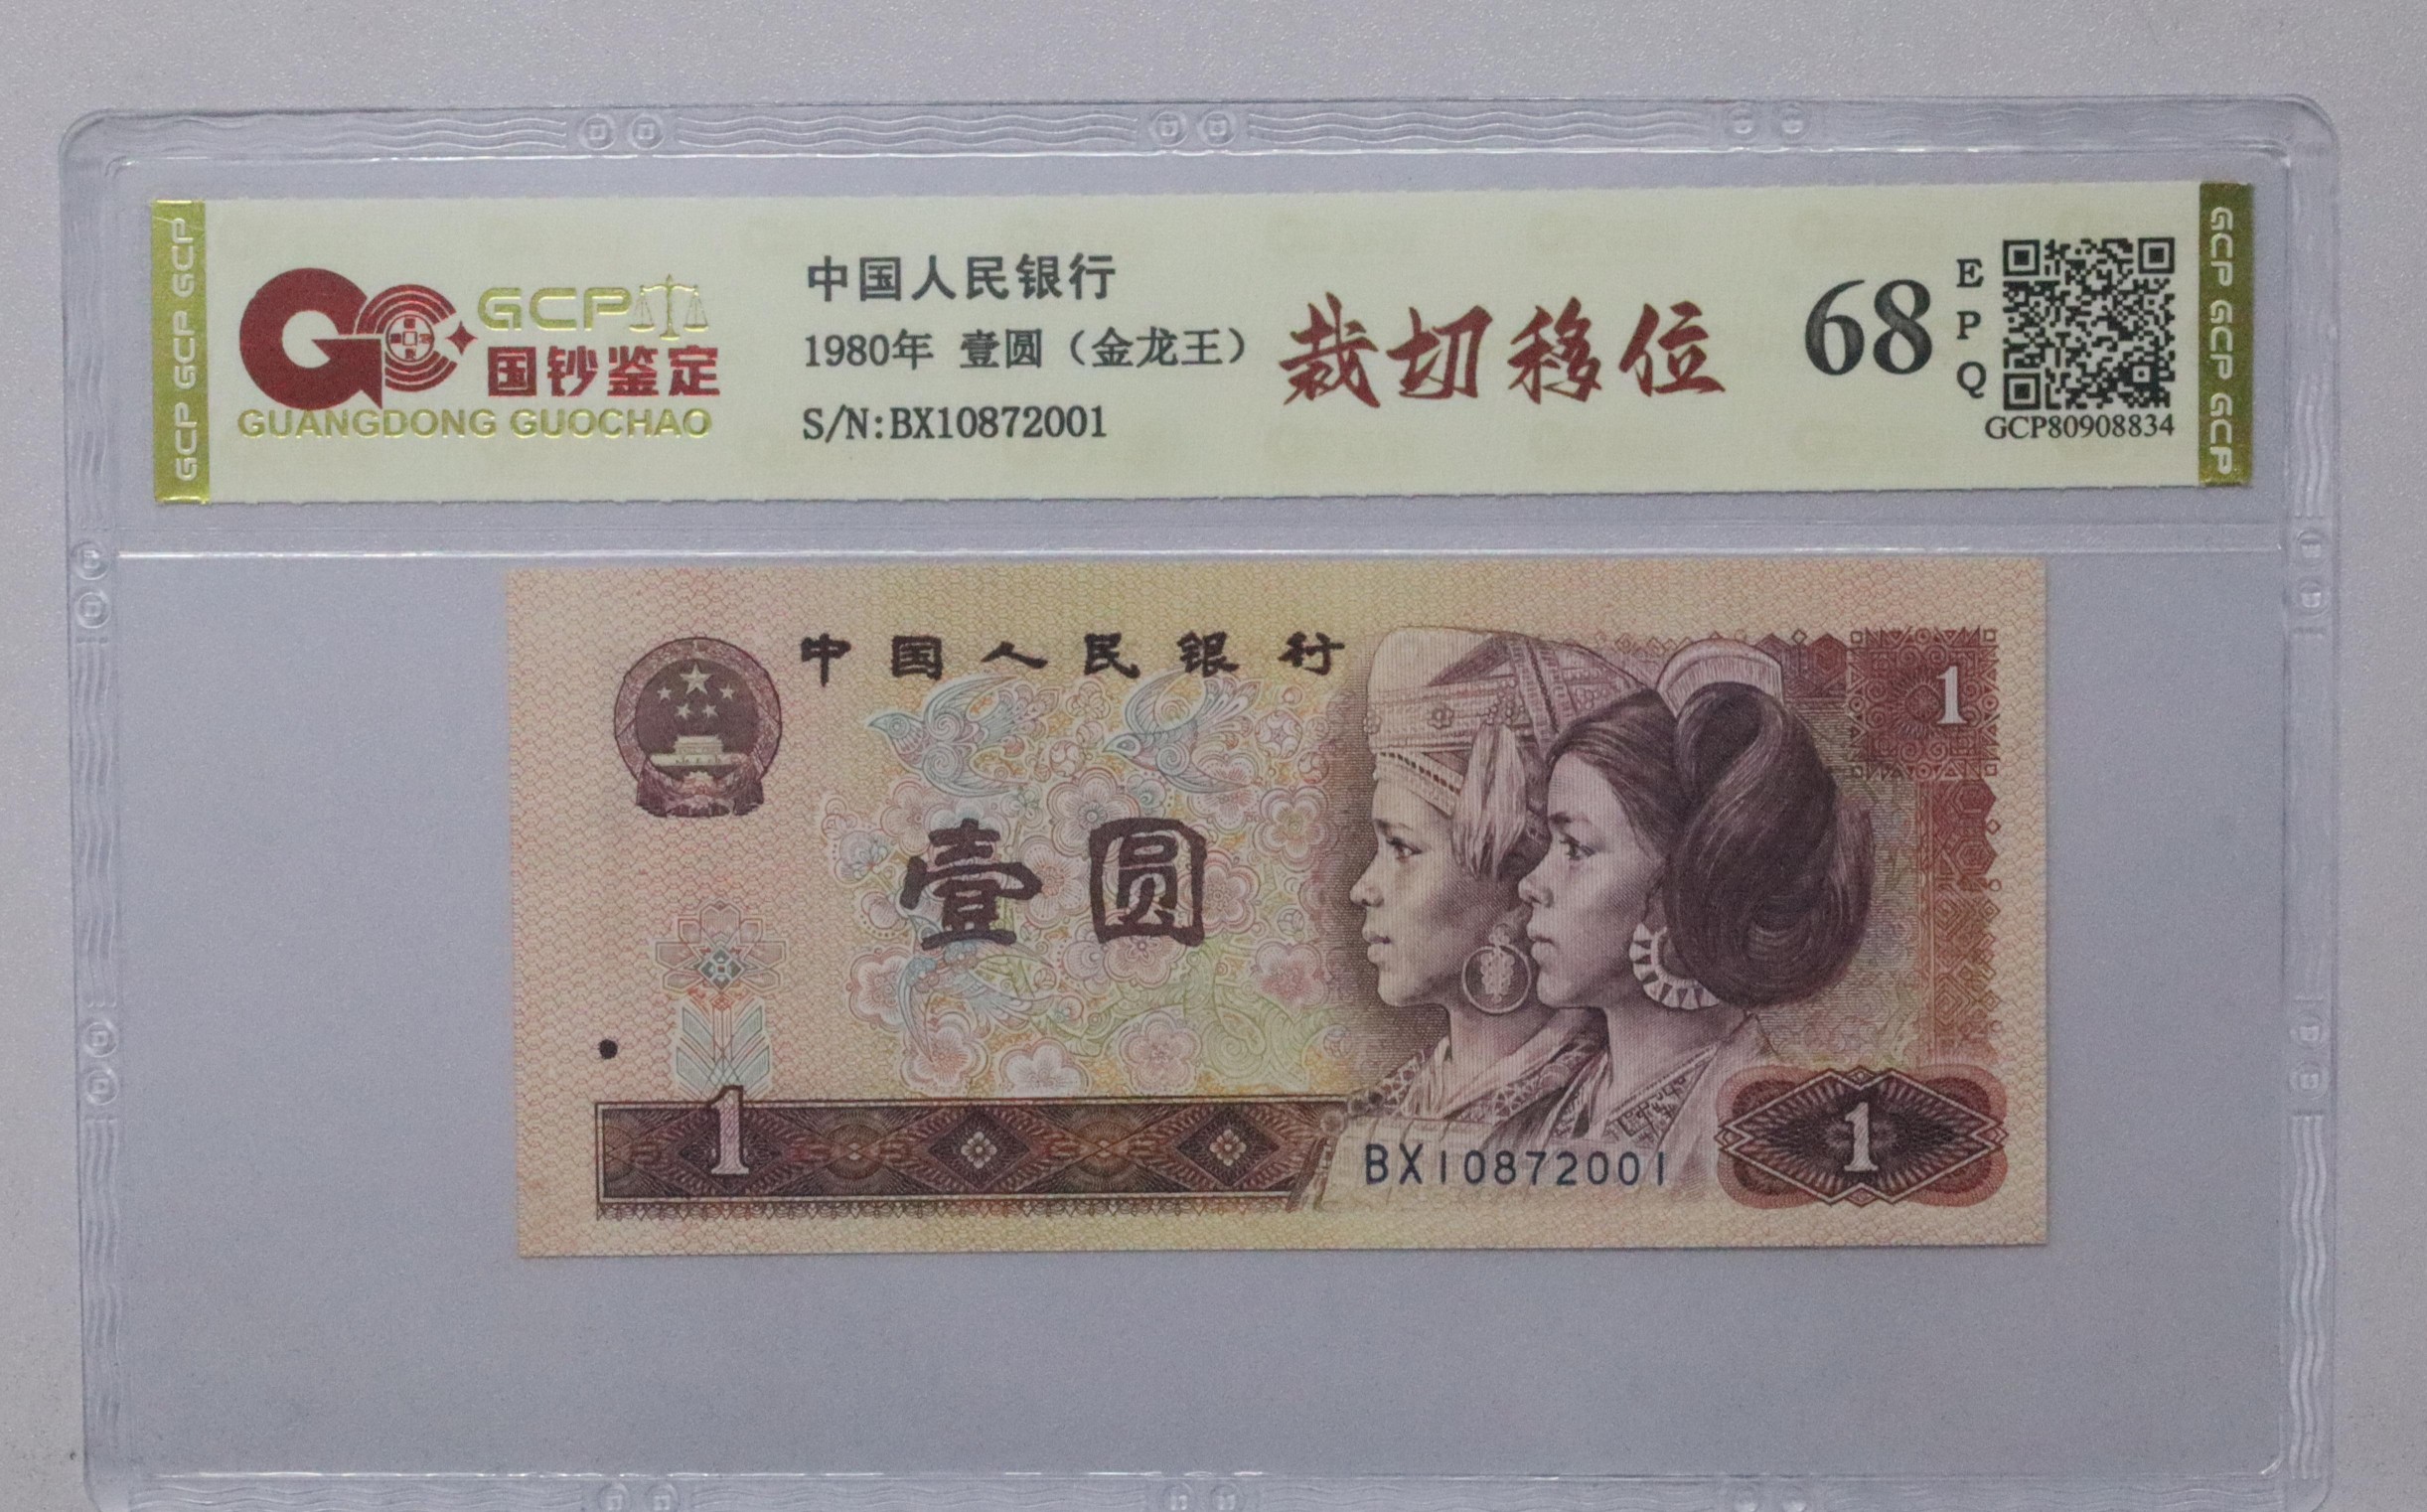 GCP GCP GCP
GCP
国钞鉴定
GUANGDONG GUOCHAO
中国人民银行
1980年 壹圆（金龙王）
S/N:BX10872001
裁切移位
68
EPQ
GCP80908834
GCP GCP GCP
中国人民银行
1
壹圆
1
BX10872001
1